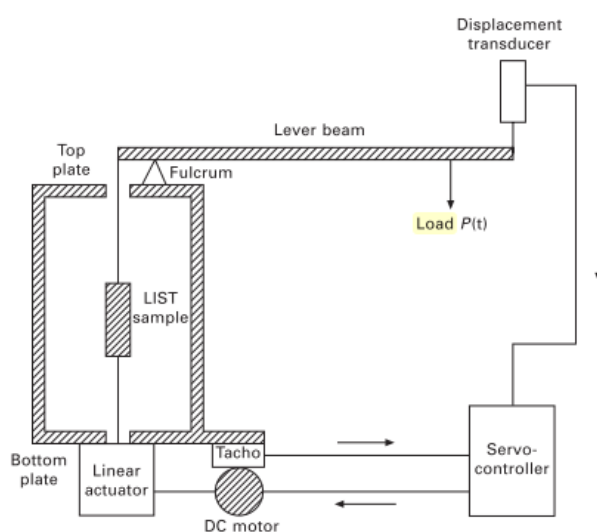 Displacement
transducer
Lever beam
Top
plate
Fulcrum
Load P(t)
LIST
sample
Bottom
plate
Linear
actuator
Tacho
DC motor
Servo-
controller